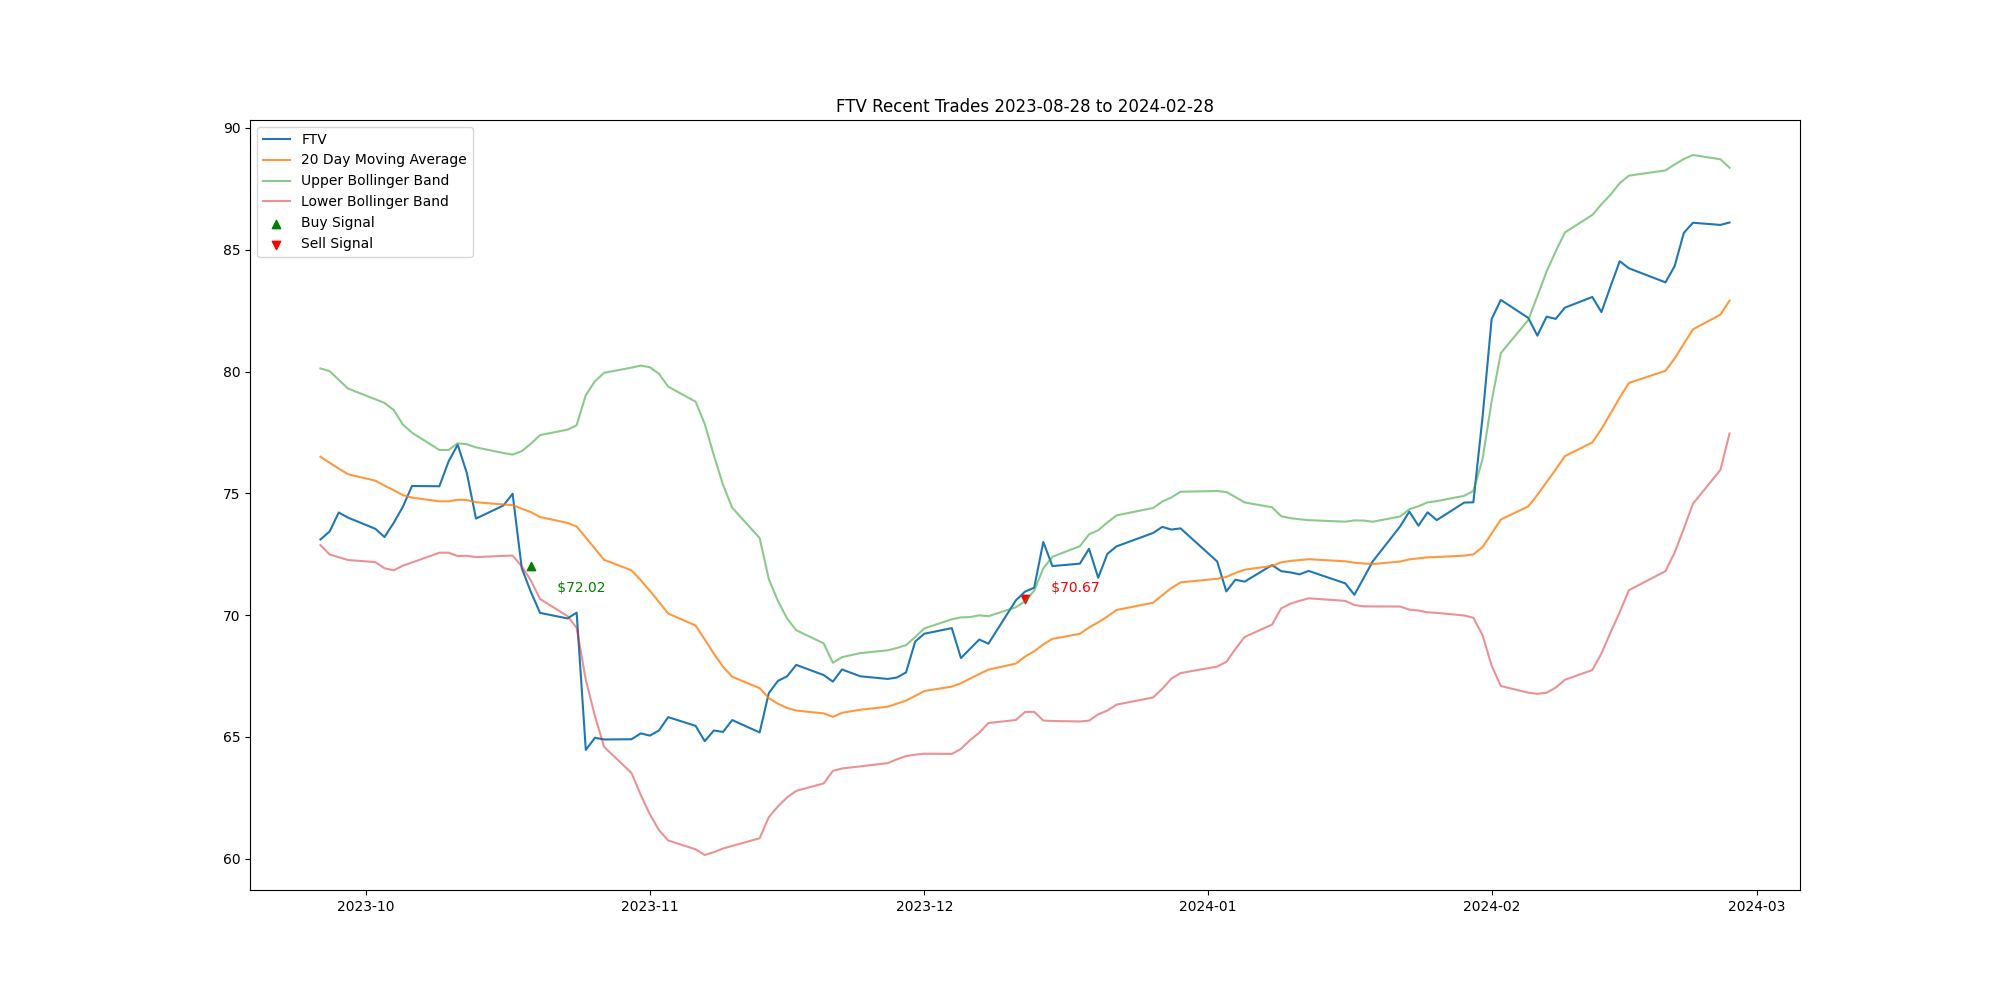 FTV Recent Trades 2023-08-28 to 2024-02-28
90
85
80
75
70
65
60
FTV
20 Day Moving Average
Upper Bollinger Band
Lower Bollinger Band
Buy Signal
Sell Signal
$72.02
$70.67
2023-10
2023-11
2023-12
2024-01
2024-02
2024-03